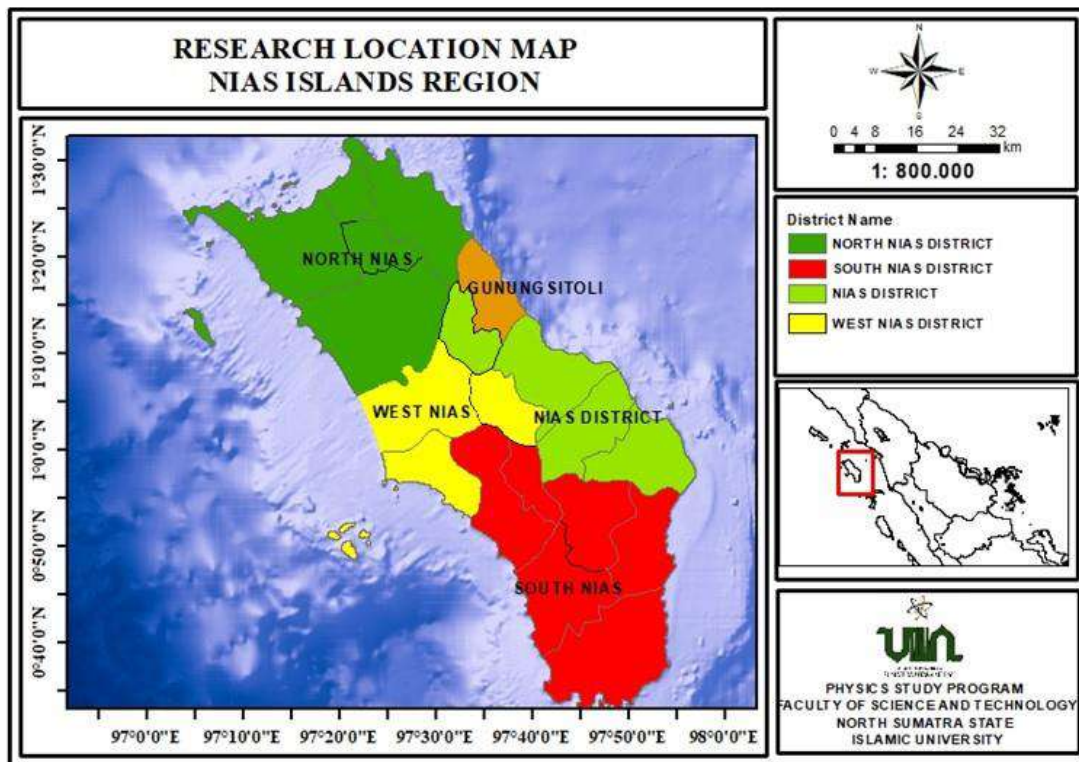 RESEARCH LOCATION MAP
NIAS ISLANDS REGION
N
W
E
S
0 4 8 16 24 32
km
1: 800.000
District Name
NORTH NIAS DISTRICT
SOUTH NIAS DISTRICT
NIAS DISTRICT
WEST NIAS DISTRICT
NORTH NIAS
GUNUNG SITOLI
WEST NIAS
NIAS DISTRICT
SOUTH NIAS
1°3'0"N
1°20'0"N
1°10'0"N
1°0'0"N
0°50'0"N
0°40'0"N
97°0'0"E 97°10'0"E 97°20'0"E 97°30'0"E 97°40'0"E 97°50'0"E 98°0'0"E
UIN
PHYSICS STUDY PROGRAM
FACULTY OF SCIENCE AND TECHNOLOGY
NORTH SUMATRA STATE
ISLAMIC UNIVERSITY